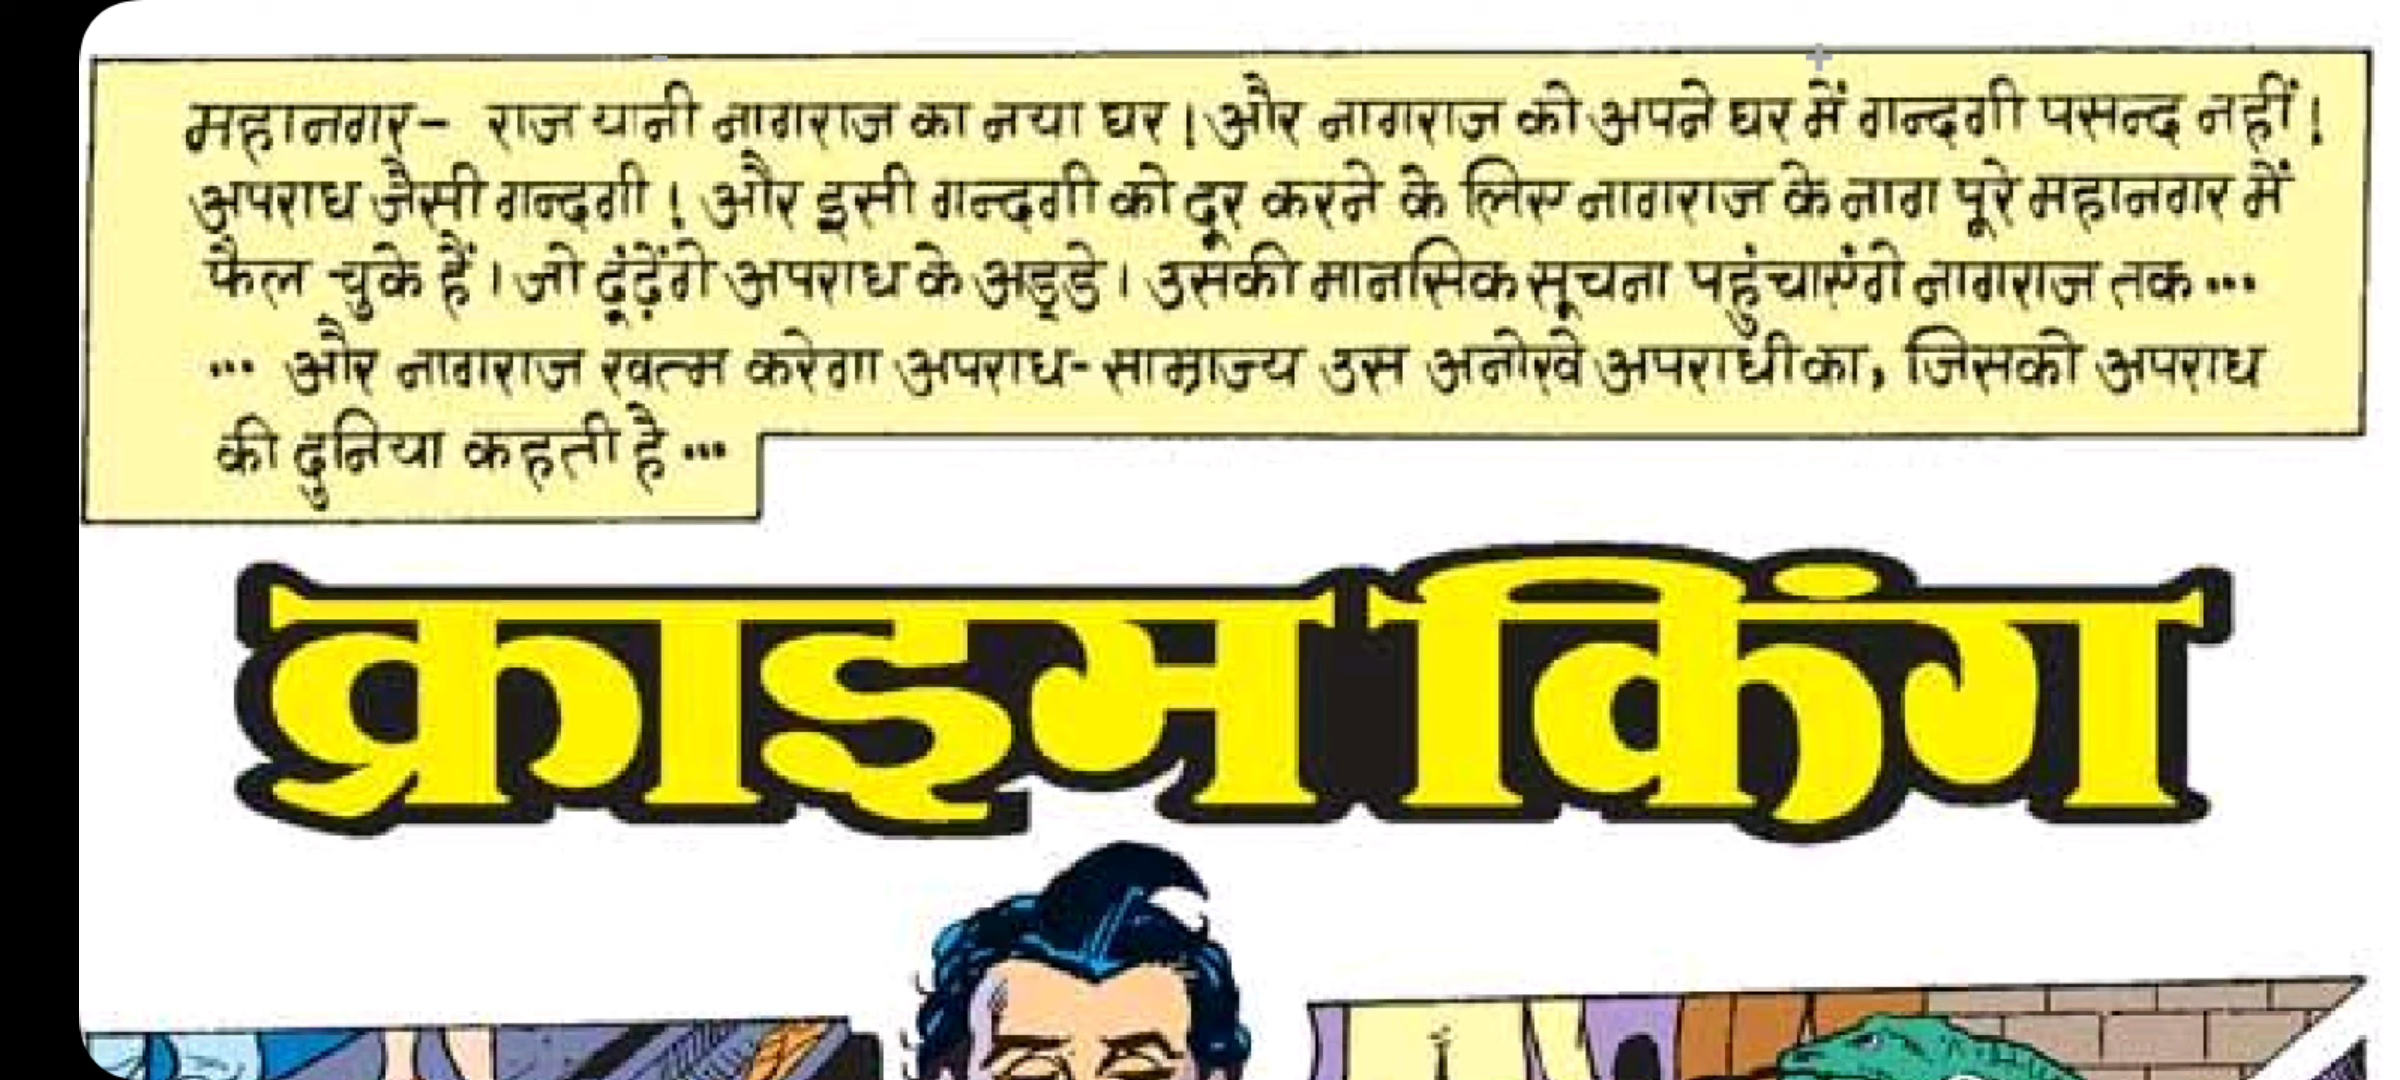 महानगर- राज यानी नागराज का नया घर! और नागराज को अपने घर में गन्दगी पसन्द नहीं!
अपराध जैसी गन्दगी! और इसी गन्दगी को दूर करने के लिए नागराज के नाग पूरे महानगर में
फैल चुके हैं। जो ढूंढ़ेंगे अपराध के अड्डे। उसकी मानसिक सूचना पहुंचाएंगे नागराज तक...
... और नागराज खत्म करेगा अपराध-साम्राज्य उस अनोखे अपराधी का, जिसको अपराध
की दुनिया कहती है...
क्राइम किंग